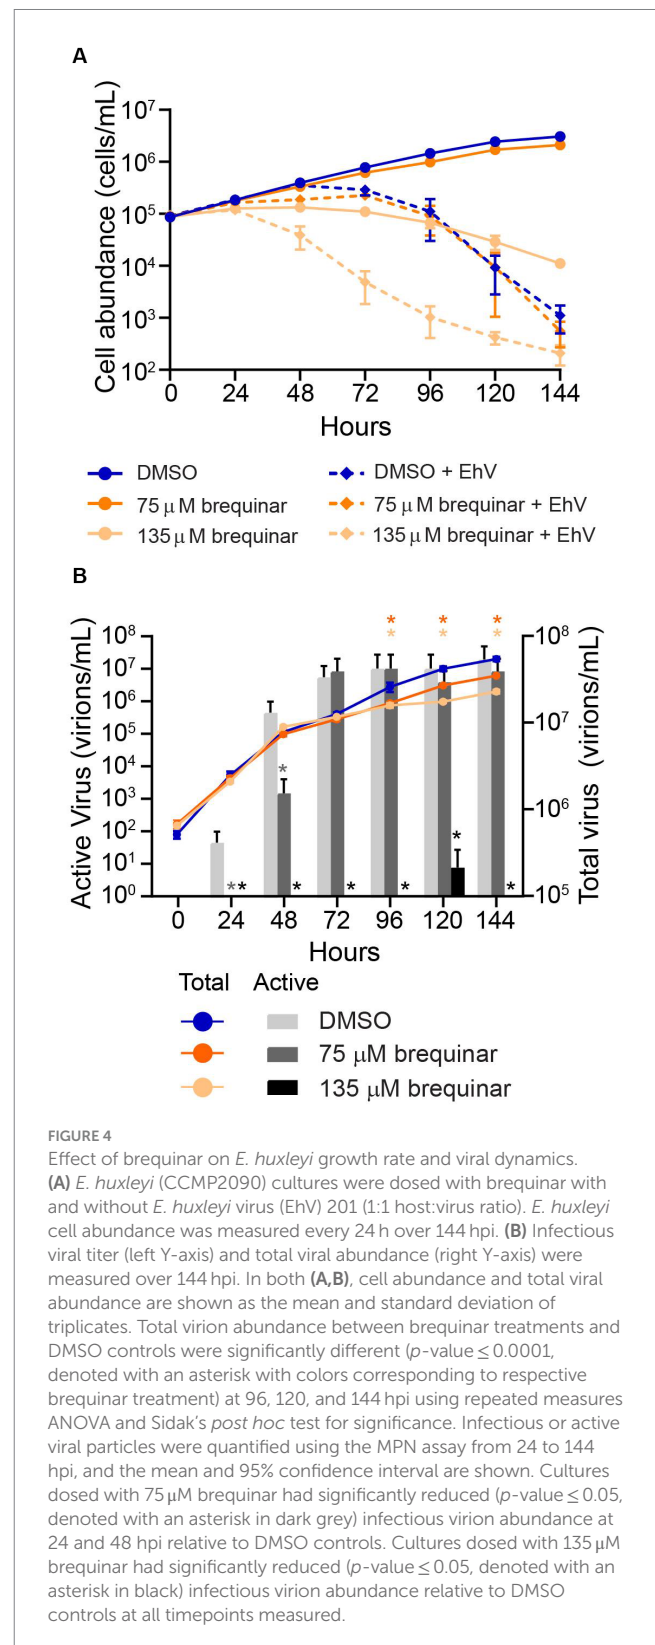 A
Cell abundance (cells/mL)
10⁷
10⁶
10⁵
10⁴
10³
10²
0 24 48 72 96 120 144
Hours
DMSO
DMSO + EhV
75 μM brequinar
75 μM brequinar + EhV
135 μM brequinar
135 μM brequinar + EhV
B
Active Virus (virions/mL)
10⁸
10⁷
10⁶
10⁵
10⁴
10³
10²
10¹
10⁰
* * *
* * *
*
*
* * * * * * *
10⁸
10⁷
10⁶
10⁵
Total virus (virions/mL)
0 24 48 72 96 120 144
Hours
Total Active
DMSO
75 μM brequinar
135 μM brequinar
FIGURE 4
Effect of brequinar on E. huxleyi growth rate and viral dynamics.
(A) E. huxleyi (CCMP2090) cultures were dosed with brequinar with
and without E. huxleyi virus (EhV) 201 (1:1 host:virus ratio). E. huxleyi
cell abundance was measured every 24 h over 144 hpi. (B) Infectious
viral titer (left Y-axis) and total viral abundance (right Y-axis) were
measured over 144 hpi. In both (A,B), cell abundance and total viral
abundance are shown as the mean and standard deviation of
triplicates. Total virion abundance between brequinar treatments and
DMSO controls were significantly different (p-value ≤ 0.0001,
denoted with an asterisk with colors corresponding to respective
brequinar treatment) at 96, 120, and 144 hpi using repeated measures
ANOVA and Sidak's post hoc test for significance. Infectious or active
viral particles were quantified using the MPN assay from 24 to 144
hpi, and the mean and 95% confidence interval are shown. Cultures
dosed with 75 μM brequinar had significantly reduced (p-value ≤ 0.05,
denoted with an asterisk in dark grey) infectious virion abundance at
24 and 48 hpi relative to DMSO controls. Cultures dosed with 135 μM
brequinar had significantly reduced (p-value ≤ 0.05, denoted with an
asterisk in black) infectious virion abundance relative to DMSO
controls at all timepoints measured.